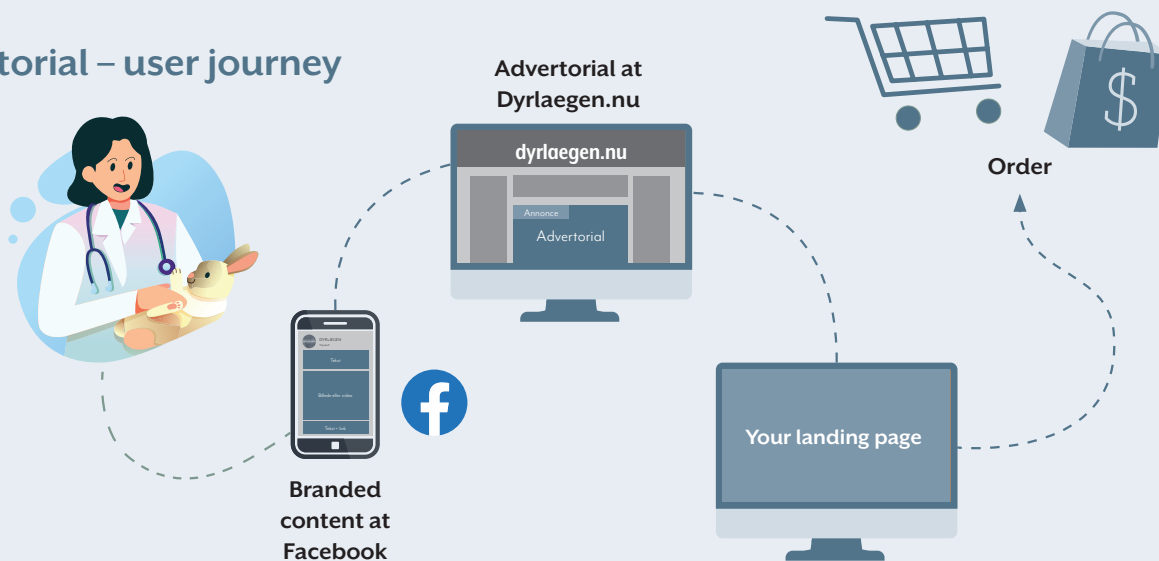 torial – user journey
Advertorial at
Dyrlaegen.nu
dyrlaegen.nu
Annonce
Advertorial
Order
$
DYRLÆGEN
Tekst
Billede eller video
Tekst + link
Your landing page
Branded
content at
Facebook